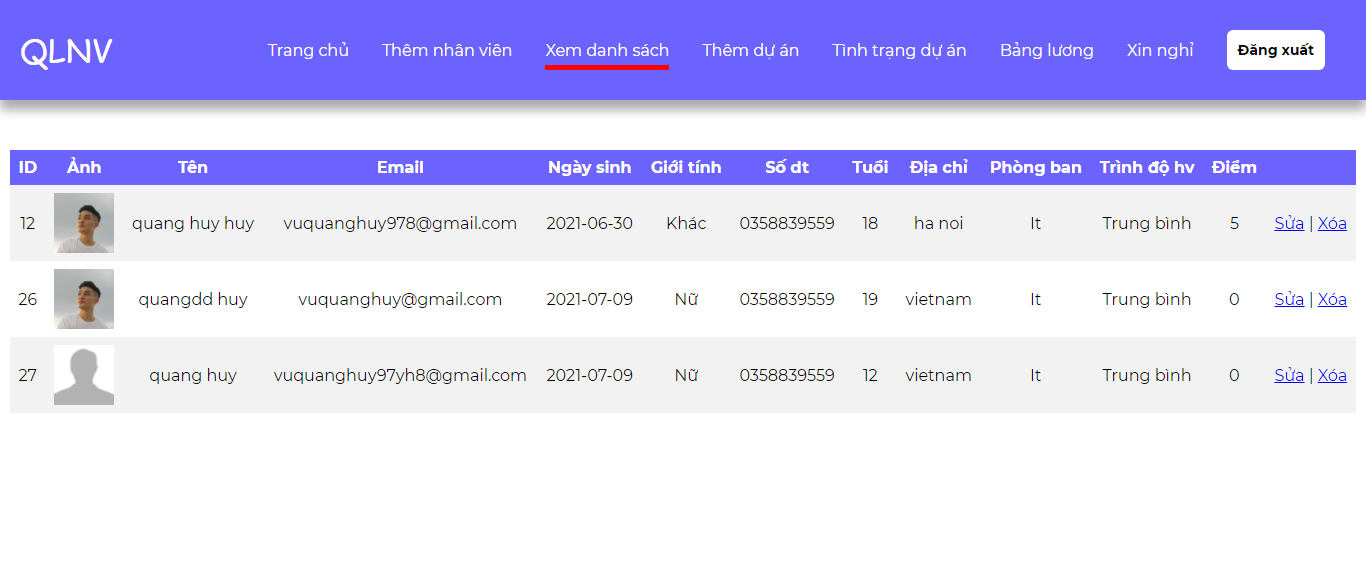 QLNV Trang chủ Thêm nhân viên Xem danh sách Thêm dự án Tình trạng dự án Bảng lương Xin nghỉ Đăng xuất
ID Ảnh Tên Email Ngày sinh Giới tính Số dt Tuổi Địa chỉ Phòng ban Trình độ hv Điểm
12 quang huy huy vuquanghuy978@gmail.com 2021-06-30 Khác 0358839559 18 ha noi It Trung bình 5 Sửa | Xóa
26 quangdd huy vuquanghuy@gmail.com 2021-07-09 Nữ 0358839559 19 vietnam It Trung bình 0 Sửa | Xóa
27 quang huy vuquanghuy97yh8@gmail.com 2021-07-09 Nữ 0358839559 12 vietnam It Trung bình 0 Sửa | Xóa